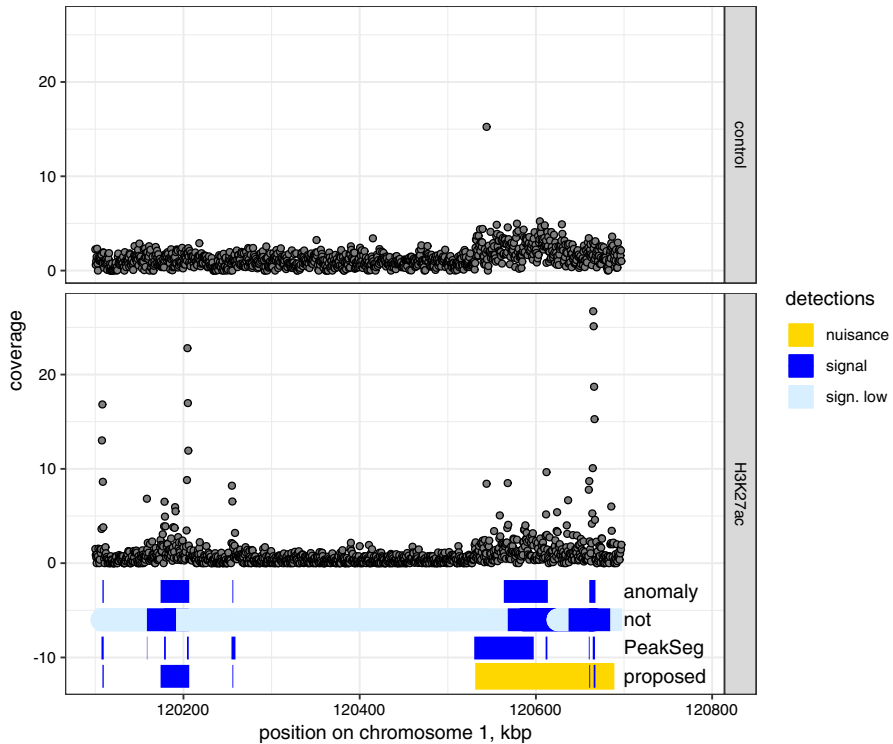 20
10
0
control
coverage
20
10
0
-10
H3K27ac
anomaly
not
PeakSeg
proposed
120200
120400
120600
120800
position on chromosome 1, kbp
detections
nuisance
signal
sign. low